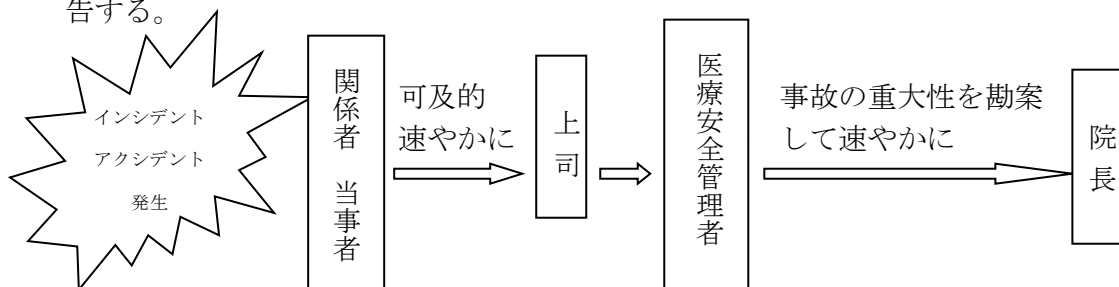 告する。
インシデント
アクシデント
発生
関係者 当事者
可及的
速やかに
上司
医療安全管理者
事故の重大性を勘案
して速やかに
院長